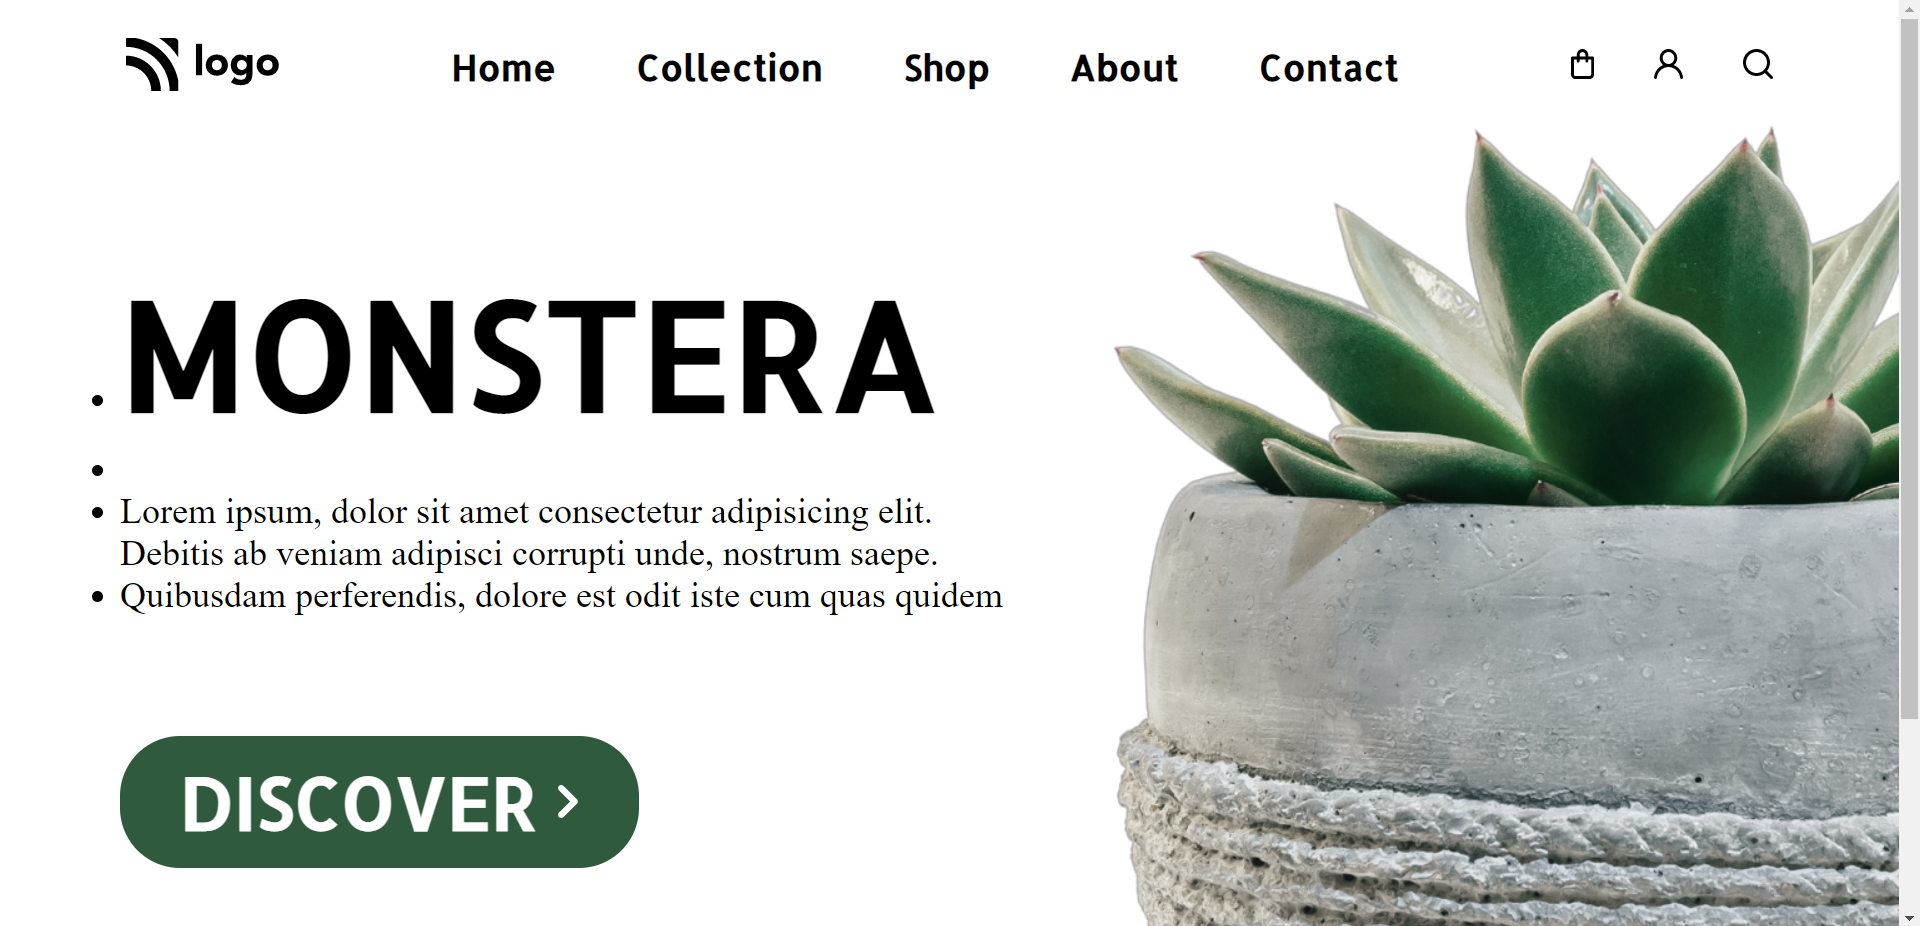 logo
Home Collection Shop About Contact
MONSTERA
Lorem ipsum, dolor sit amet consectetur adipisicing elit.
Debitis ab veniam adipisci corrupti unde, nostrum saepe.
Quibusdam perferendis, dolore est odit iste cum quas quidem
DISCOVER